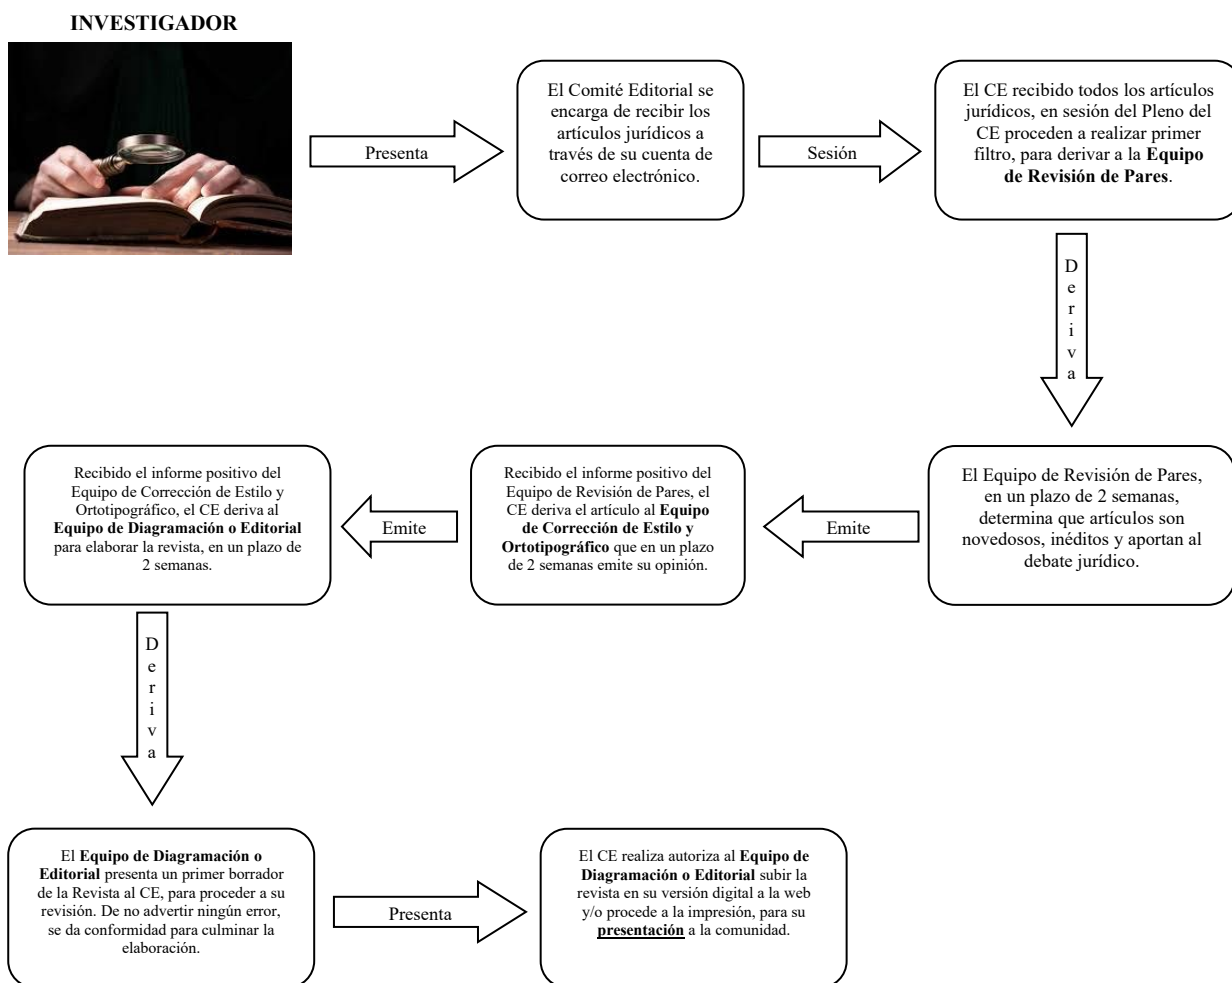 INVESTIGADOR
Presenta
El Comité Editorial se
encarga de recibir los
artículos jurídicos a
través de su cuenta de
correo electrónico.
Sesión
El CE recibido todos los artículos
jurídicos, en sesión del Pleno del
CE proceden a realizar primer
filtro, para derivar a la Equipo
de Revisión de Pares.
D
e
r
i
v
a
El Equipo de Revisión de Pares,
en un plazo de 2 semanas,
determina que artículos son
novedosos, inéditos y aportan al
debate jurídico.
Emite
Recibido el informe positivo del
Equipo de Revisión de Pares, el
CE deriva el artículo al Equipo
de Corrección de Estilo y
Ortotipográfico que en un plazo
de 2 semanas emite su opinión.
Emite
Recibido el informe positivo del
Equipo de Corrección de Estilo y
Ortotipográfico, el CE deriva al
Equipo de Diagramación o Editorial
para elaborar la revista, en un plazo de
2 semanas.
D
e
r
i
v
a
El Equipo de Diagramación o
Editorial presenta un primer borrador
de la Revista al CE, para proceder a su
revisión. De no advertir ningún error,
se da conformidad para culminar la
elaboración.
Presenta
El CE realiza autoriza al Equipo de
Diagramación o Editorial subir la
revista en su versión digital a la web
y/o procede a la impresión, para su
presentación a la comunidad.